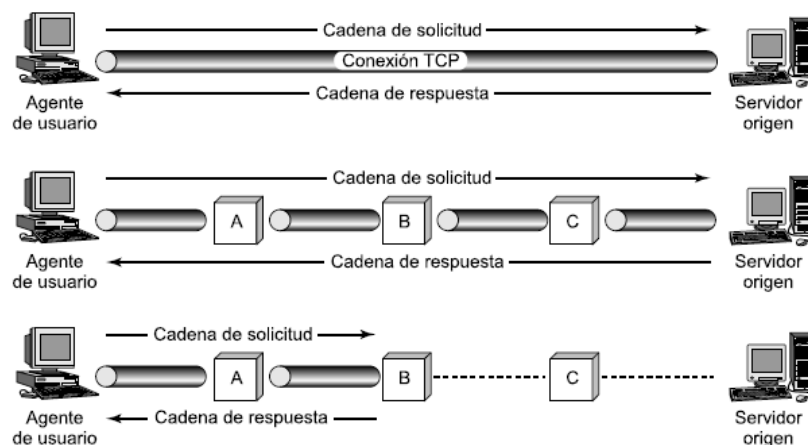 Cadena de solicitud
Conexión TCP
Cadena de respuesta
Agente
de usuario
Servidor
origen
Cadena de solicitud
A
B
C
Cadena de respuesta
Agente
de usuario
Servidor
origen
Cadena de solicitud
A
B
C
Cadena de respuesta
Agente
de usuario
Servidor
origen